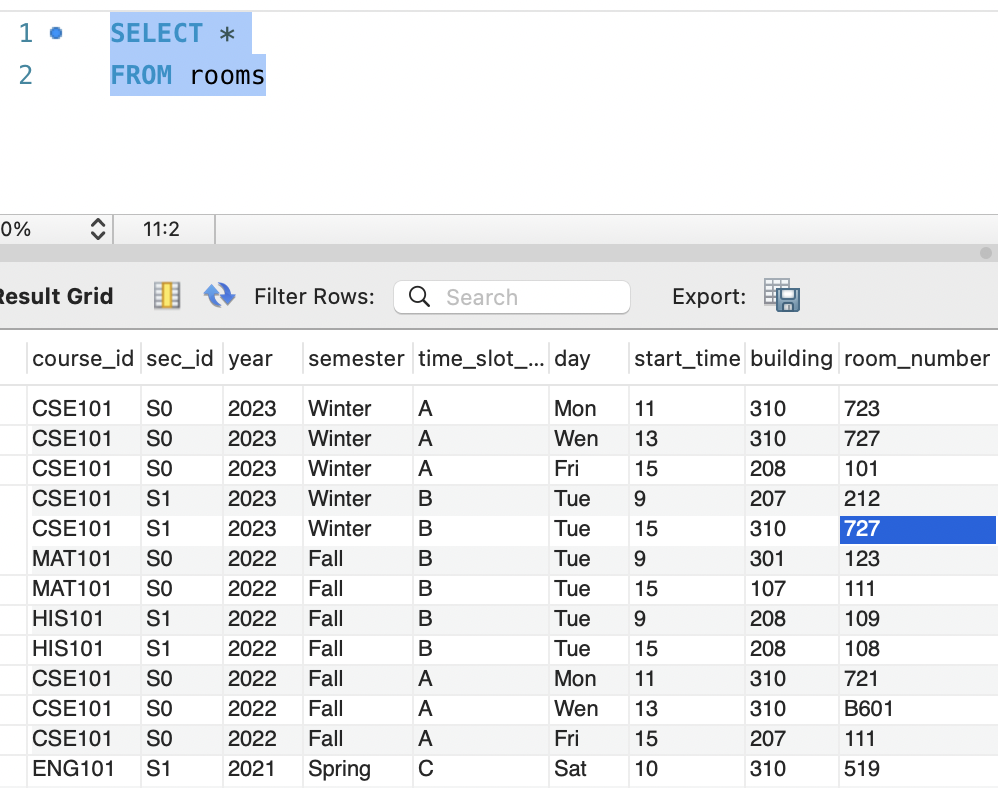 1 SELECT *
2 FROM rooms
0% 11:2
Result Grid Filter Rows: Search Export:
course_id sec_id year semester time_slot_... day start_time building room_number
CSE101 S0 2023 Winter A Mon 11 310 723
CSE101 S0 2023 Winter A Wen 13 310 727
CSE101 S0 2023 Winter A Fri 15 208 101
CSE101 S1 2023 Winter B Tue 9 207 212
CSE101 S1 2023 Winter B Tue 15 310 727
MAT101 S0 2022 Fall B Tue 9 301 123
MAT101 S0 2022 Fall B Tue 15 107 111
HIS101 S1 2022 Fall B Tue 9 208 109
HIS101 S1 2022 Fall B Tue 15 208 108
CSE101 S0 2022 Fall A Mon 11 310 721
CSE101 S0 2022 Fall A Wen 13 310 B601
CSE101 S0 2022 Fall A Fri 15 207 111
ENG101 S1 2021 Spring C Sat 10 310 519